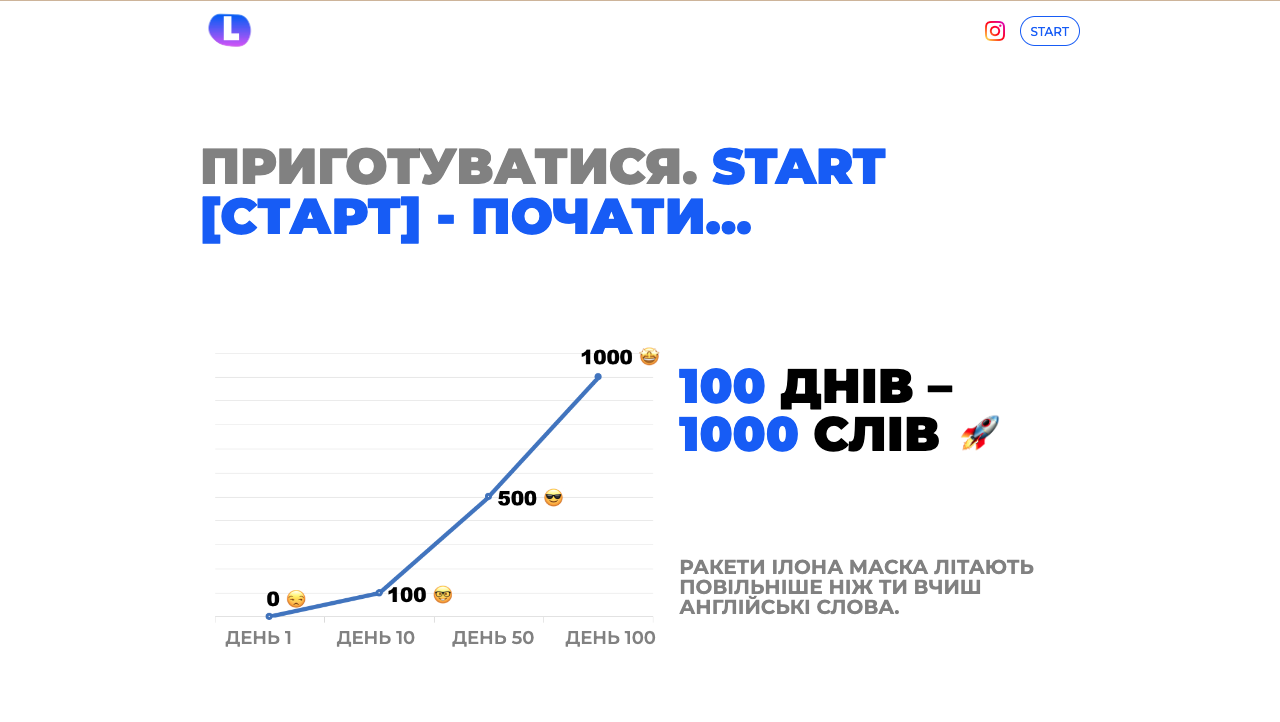 L
START
ПРИГОТУВАТИСЯ. START
[СТАРТ] - ПОЧАТИ...
1000 🤩
500 😎
100 🤓
0 😒
ДЕНЬ 1 ДЕНЬ 10 ДЕНЬ 50 ДЕНЬ 100
100 ДНІВ –
1000 СЛІВ 🚀
РАКЕТИ ІЛОНА МАСКА ЛІТАЮТЬ
ПОВІЛЬНІШЕ НІЖ ТИ ВЧИШ
АНГЛІЙСЬКІ СЛОВА.